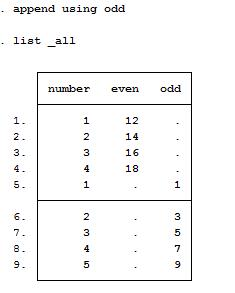 . append using odd
. list _all
number even odd
1. 1 12 .
2. 2 14 .
3. 3 16 .
4. 4 18 .
5. 1 . 1
6. 2 . 3
7. 3 . 5
8. 4 . 7
9. 5 . 9